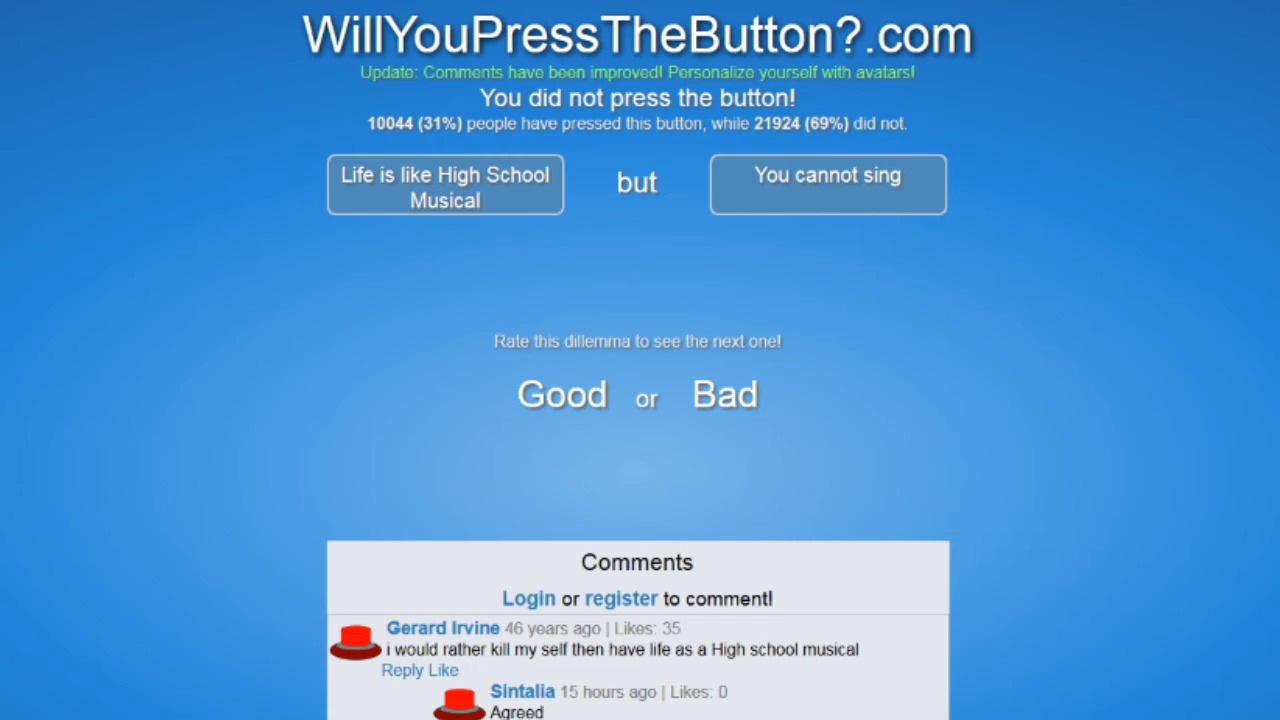 WillYouPressTheButton?.com
Update: Comments have been improved! Personalize yourself with avatars!
You did not press the button!
10044 (31%) people have pressed this button, while 21924 (69%) did not.
Life is like High School
Musical
but
You cannot sing
Rate this dillemma to see the next one!
Good or Bad
Comments
Login or register to comment!
Gerard Irvine 46 years ago | Likes: 35
i would rather kill my self then have life as a High school musical
Reply Like
Sintalia 15 hours ago | Likes: 0
Agreed